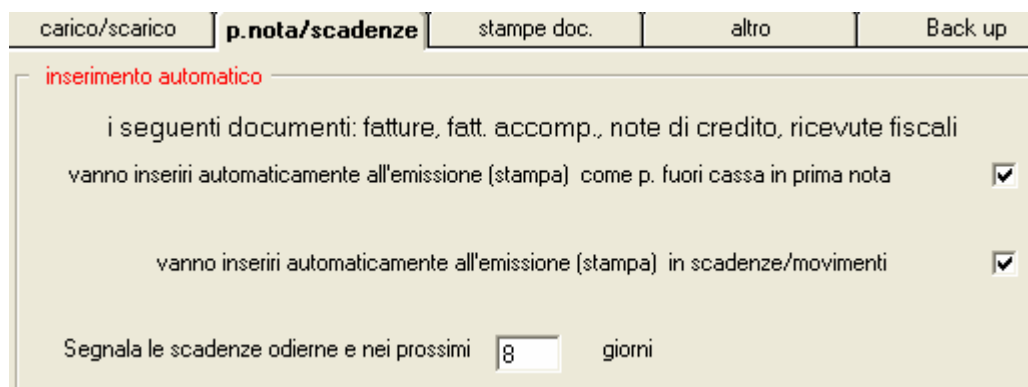 carico/scarico p.nota/scadenze stampe doc. altro Back up
inserimento automatico
i seguenti documenti: fatture, fatt. accomp., note di credito, ricevute fiscali
vanno inseriri automaticamente all'emissione (stampa) come p. fuori cassa in prima nota
vanno inseriri automaticamente all'emissione (stampa) in scadenze/movimenti
Segnala le scadenze odierne e nei prossimi 8 giorni